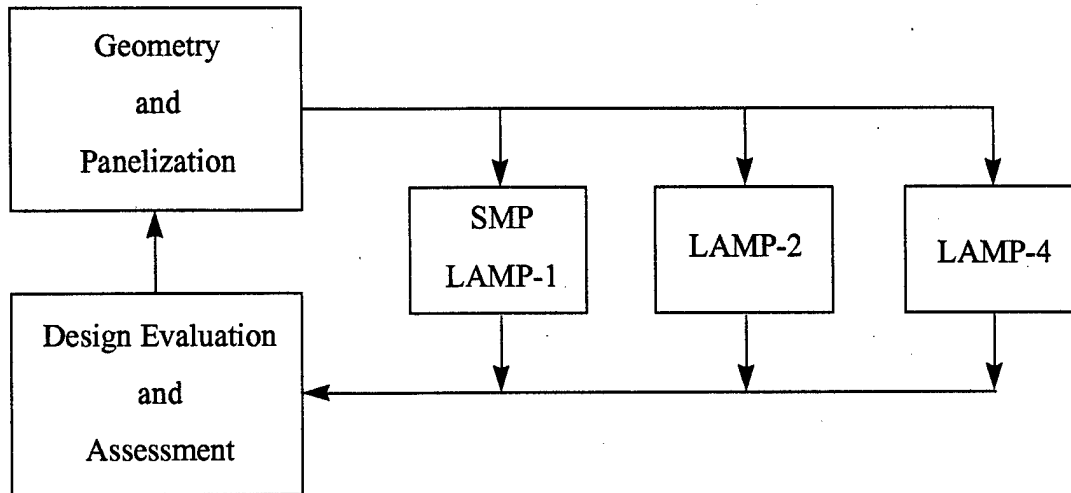 Geometry
and
Panelization
SMP
LAMP-1
LAMP-2
LAMP-4
Design Evaluation
and
Assessment